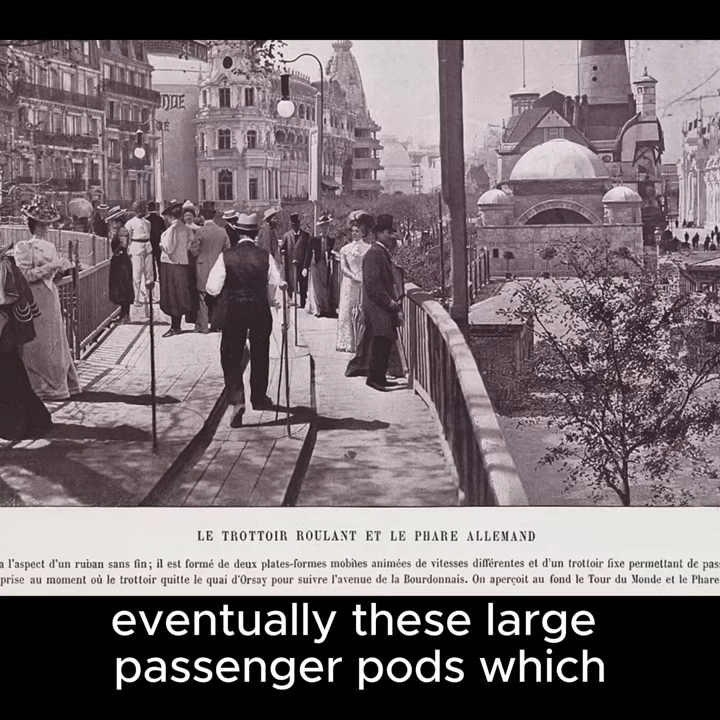 ONDE
LE TROTTOIR ROULANT ET LE PHARE ALLEMAND
a l'aspect d'un ruban sans fin ; il est formé de deux plates-formes mobiles animées de vitesses différentes et d'un trottoir fixe permettant de pas
prise au moment où le trottoir quitte le quai d'Orsay pour suivre l'avenue de la Bourdonnais. On aperçoit au fond le Tour du Monde et le Phare
eventually these large
passenger pods which